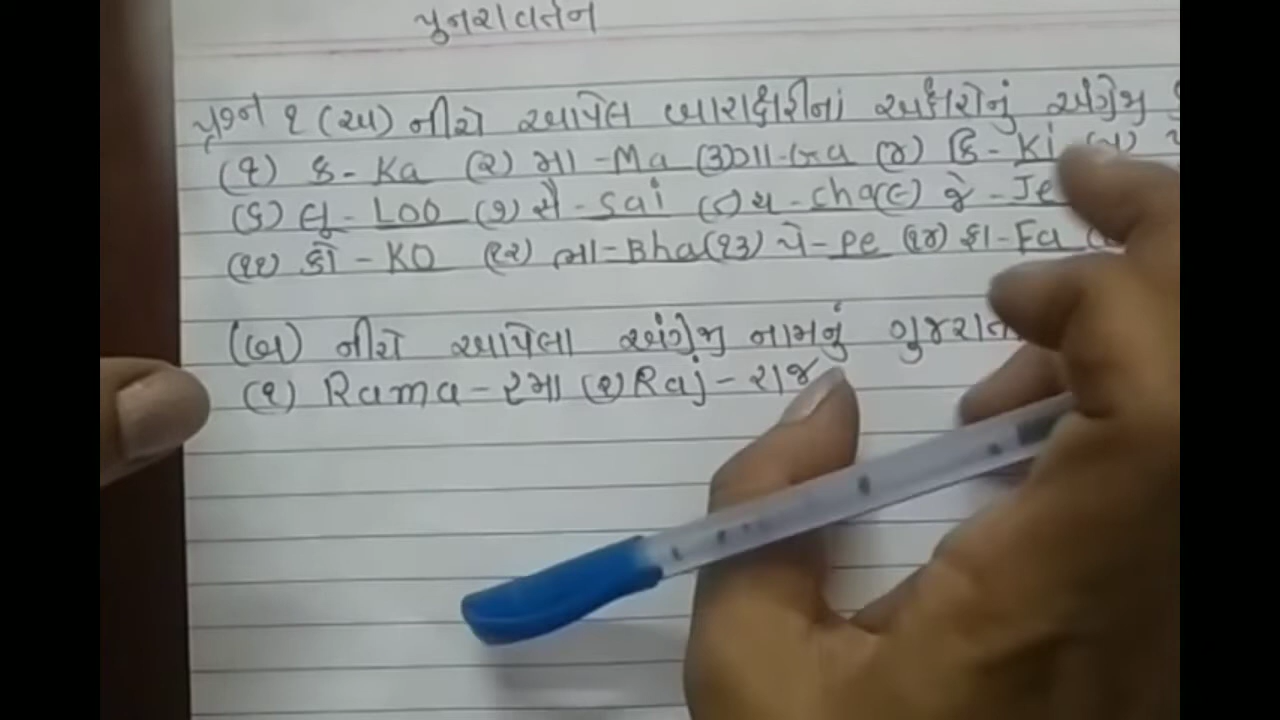 પુનરાવર્તન
પ્રશ્ન ૧ (અ) નીચે આપેલ બારાક્ષરીનાં અક્ષરોનું અંગ્રેજી
(૧) ક - Ka (૨) મા - Ma (૩) ગા - Ga (૪) કિ - Ki
(૬) લૂ - Loo (૭) સૈ - Sai (૮) ચ - Cha (૯) જે - Je
(૧૧) કો - Ko (૧૨) ભા - Bha (૧૩) પે - Pe (૧૪) ફા - Fa
(બ) નીચે આપેલા અંગ્રેજી નામનું ગુજરાત
(૧) Rama - રમા (૨) Raj - રાજ